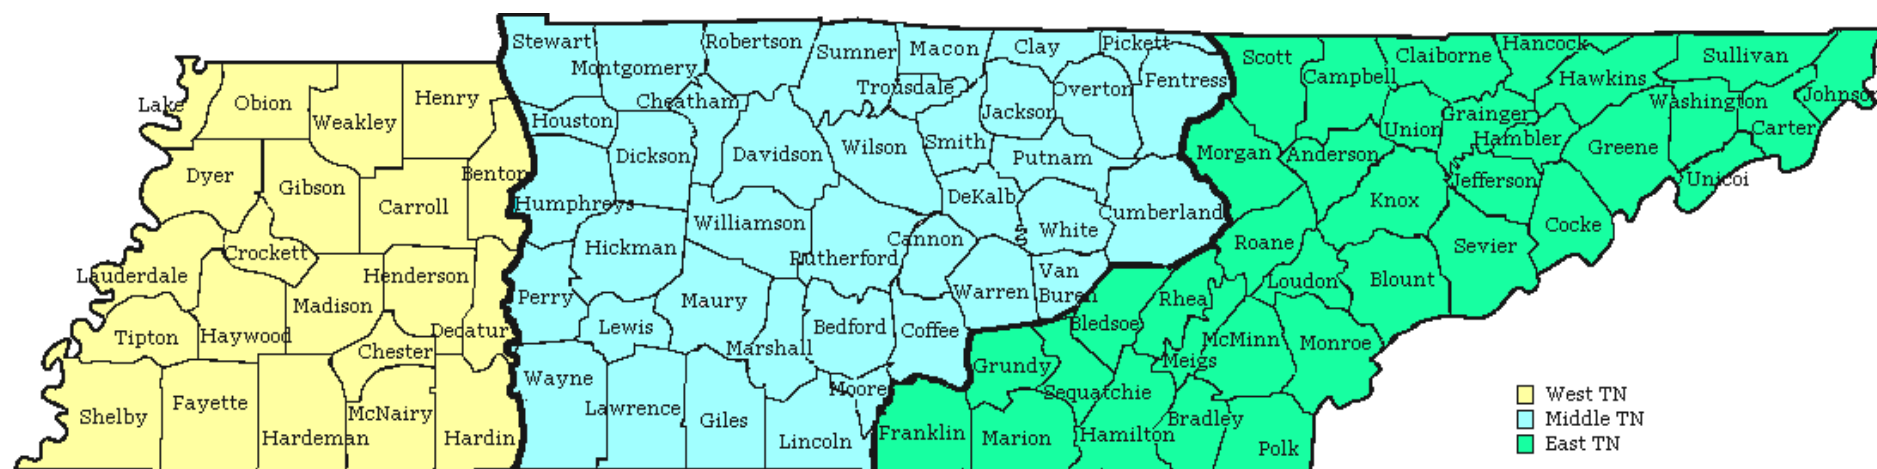 Stewart
Robertson
Sumner
Macon
Clay
Pickett
Scott
Claiborne
Hancock
Sullivan
Montgomery
Fentress
Campbell
Hawkins
Lake
Obion
Henry
Cheatham
Trousdale
Overton
Washington
Johnso
Weakley
Houston
Jackson
Grainger
Union
Hambler
Carter
Dickson
Davidson
Wilson
Smith
Putnam
Morgan
Anderson
Greene
Dyer
Gibson
Benton
Jefferson
Unicoi
Carroll
Humphreys
DeKalb
Cumberland
Knox
Williamson
White
Cocke
Crockett
Hickman
Cannon
Roane
Sevier
Lauderdale
Henderson
Rutherford
Van
Buren
Loudon
Blount
Madison
Perry
Maury
Warren
Rhea
Tipton
Haywood
Decatur
Lewis
Bedford
Coffee
Bledsoe
Chester
Marshall
McMinn
Monroe
Meigs
Grundy
Wayne
Moore
Sequatchie
West TN
Shelby
Fayette
McNairy
Lawrence
Giles
Bradley
Middle TN
Hardeman
Hardin
Lincoln
Franklin
Marion
Hamilton
Polk
East TN